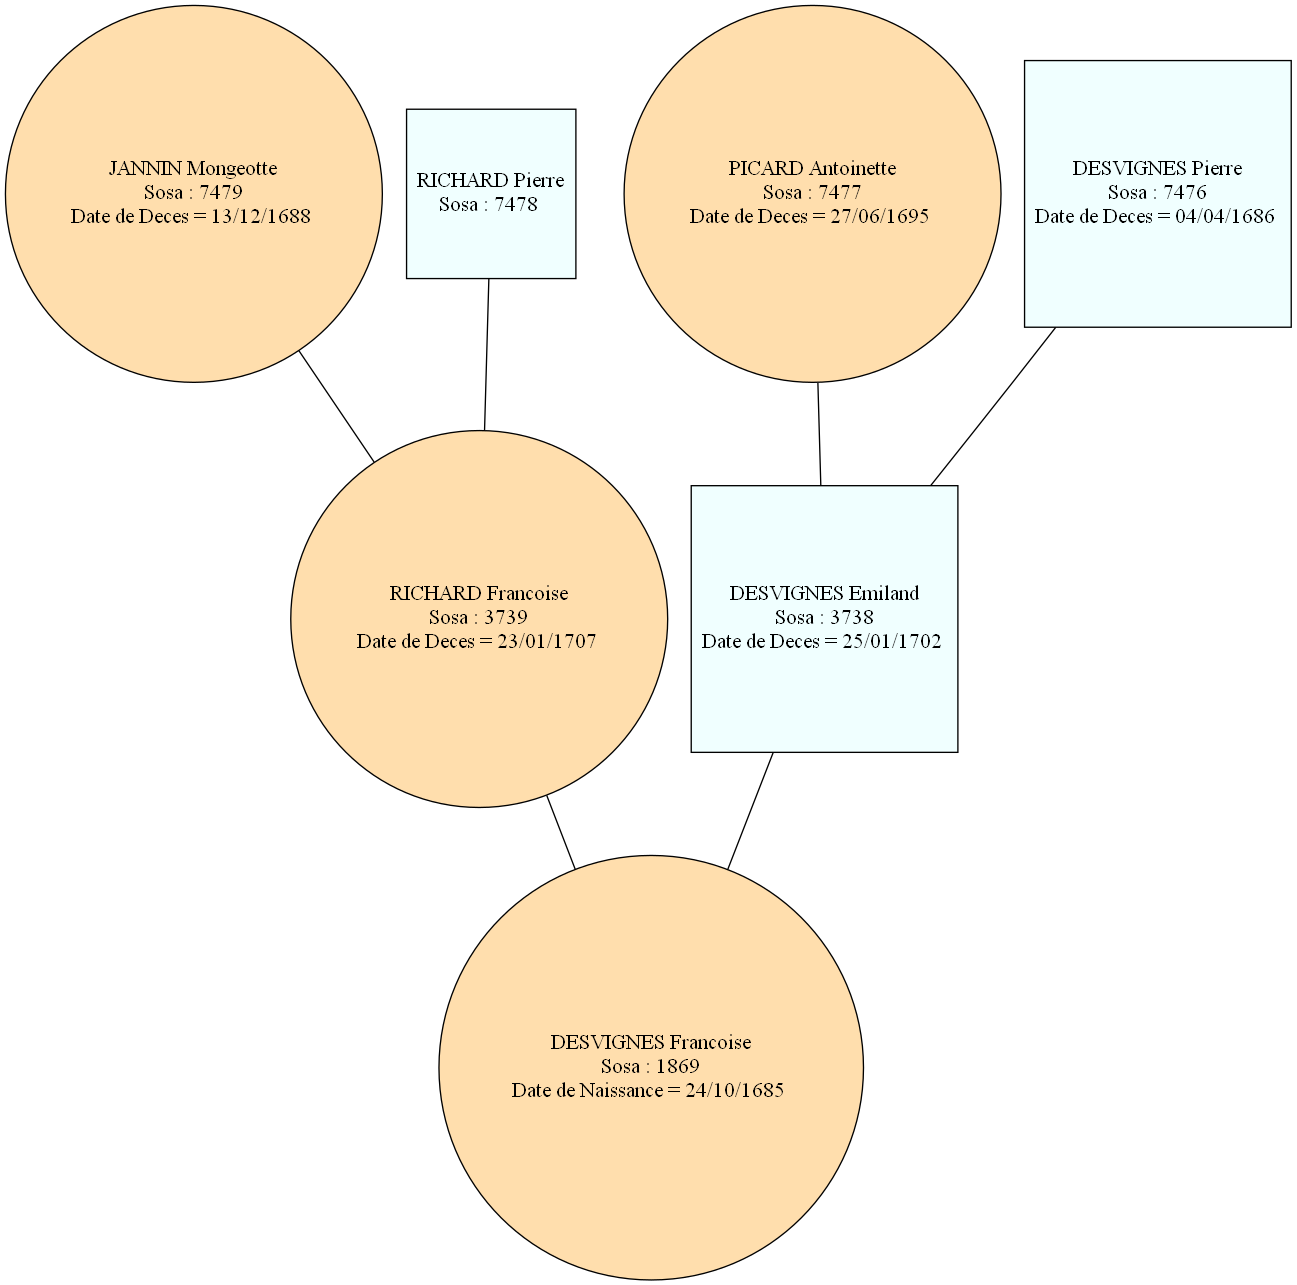 JANNIN Mongeotte
Sosa : 7479
Date de Deces = 13/12/1688
RICHARD Pierre
Sosa : 7478
PICARD Antoinette
Sosa : 7477
Date de Deces = 27/06/1695
DESVIGNES Pierre
Sosa : 7476
Date de Deces = 04/04/1686
RICHARD Francoise
Sosa : 3739
Date de Deces = 23/01/1707
DESVIGNES Emiland
Sosa : 3738
Date de Deces = 25/01/1702
DESVIGNES Francoise
Sosa : 1869
Date de Naissance = 24/10/1685